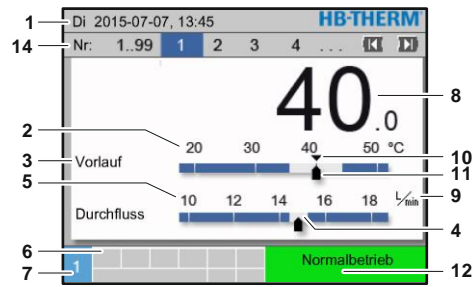 1 Di 2015-07-07, 13:45 HB-THERM
14 Nr: 1..99 1 2 3 4 ...
40.0 8
2 20 30 40 50 °C 10
3 Vorlauf 11
5 10 12 14 16 18 L/min 9
Durchfluss 4
6 Normalbetrieb
7 1 12